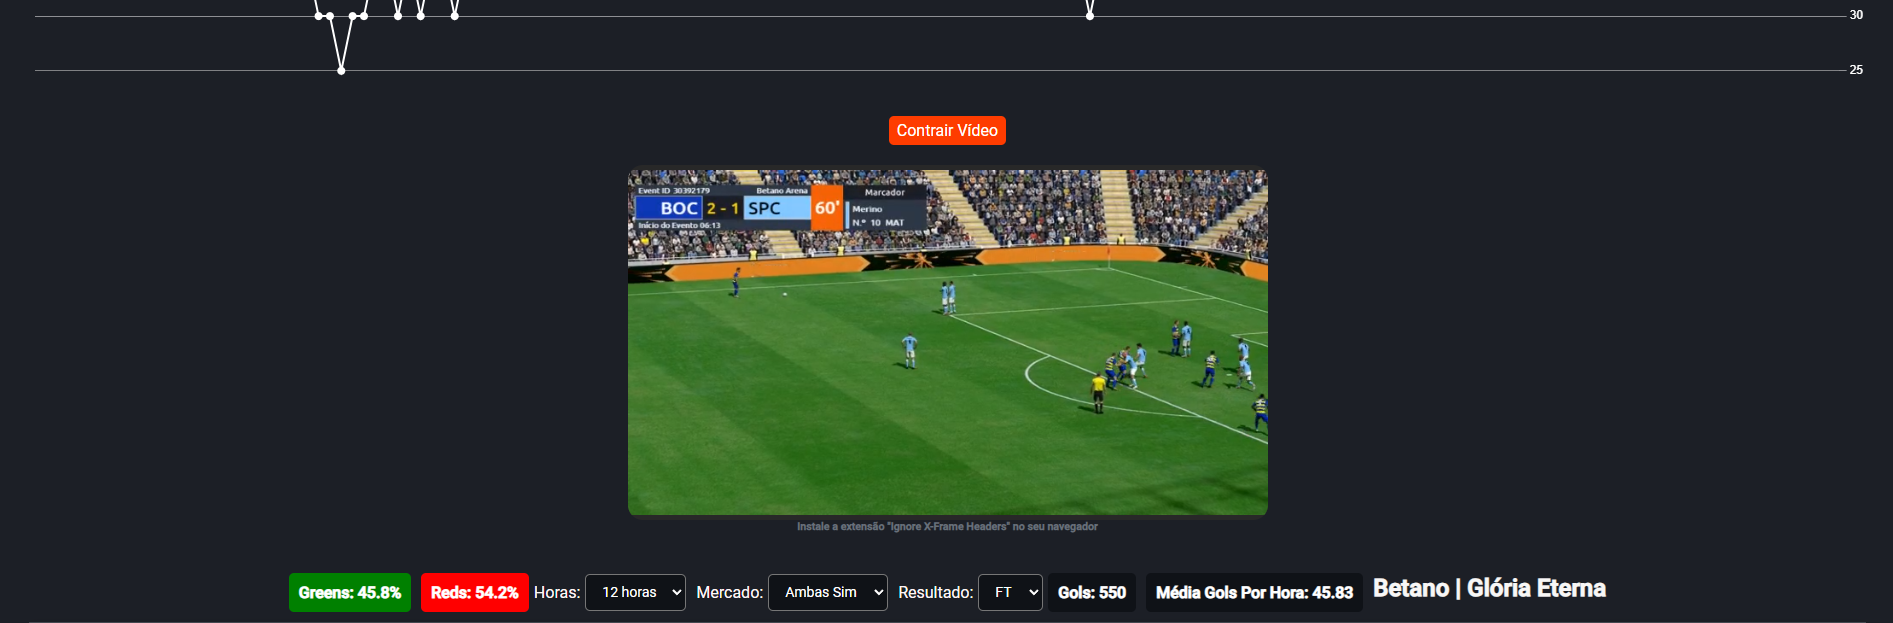 30
25
Contrair Vídeo
Event ID 30392179 Betano Arena Marcador
BOC 2 - 1 SPC 60' Merino
N.º 10 MAT
Início do Evento 06:13
Instale a extensão "Ignore X-Frame Headers" no seu navegador
Greens: 45.8% Reds: 54.2% Horas: 12 horas Mercado: Ambas Sim Resultado: FT Gols: 550 Média Gols Por Hora: 45.83 Betano | Glória Eterna